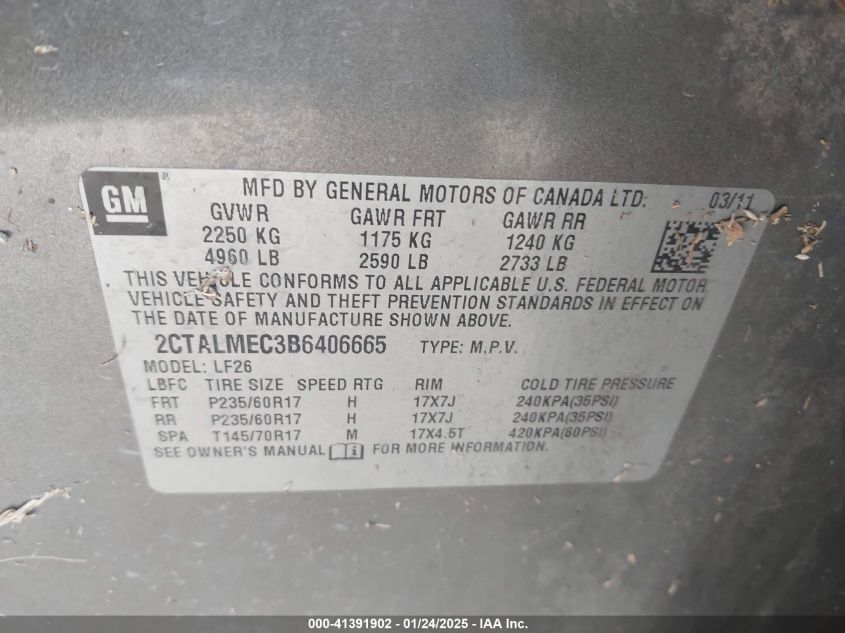 GM®
MFD BY GENERAL MOTORS OF CANADA LTD. 03/11
GVWR GAWR FRT GAWR RR
2250 KG 1175 KG 1240 KG
4960 LB 2590 LB 2733 LB
THIS VEHICLE CONFORMS TO ALL APPLICABLE U.S. FEDERAL MOTOR
VEHICLE SAFETY AND THEFT PREVENTION STANDARDS IN EFFECT ON
THE DATE OF MANUFACTURE SHOWN ABOVE.
2CTALMEC3B6406665 TYPE: M.P.V.
MODEL: LF26
LBFC TIRE SIZE SPEED RTG RIM COLD TIRE PRESSURE
FRT P235/60R17 H 17X7J 240KPA(35PSI)
RR P235/60R17 H 17X7J 240KPA(35PSI)
SPA T145/70R17 M 17X4.5T 420KPA(60PSI)
SEE OWNER'S MANUAL i FOR MORE INFORMATION.
000-41391902 - 01/24/2025 - IAA Inc.